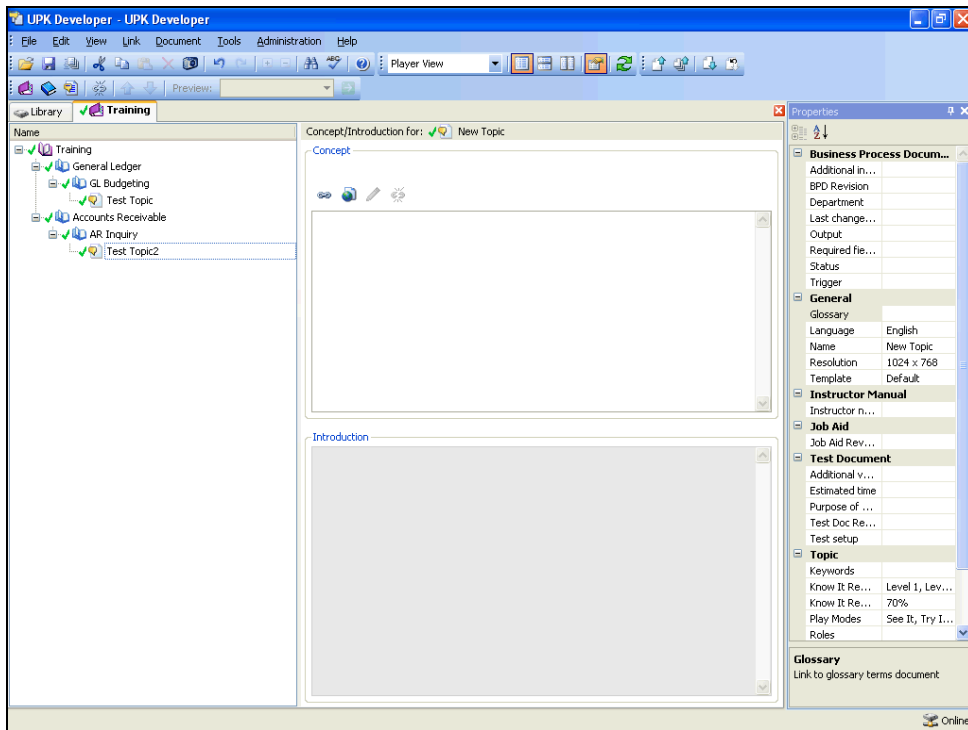 UPK Developer - UPK Developer
File Edit View Link Document Tools Administration Help
Player View
Preview:
Library Training
Name
Training
General Ledger
GL Budgeting
Test Topic
Accounts Receivable
AR Inquiry
Test Topic2
Concept/Introduction for: New Topic
Concept
Introduction
Properties
Business Process Docum...
Additional in...
BPD Revision
Department
Last change...
Output
Required fie...
Status
Trigger
General
Glossary
Language English
Name New Topic
Resolution 1024 x 768
Template Default
Instructor Manual
Instructor n...
Job Aid
Job Aid Rev...
Test Document
Additional v...
Estimated time
Purpose of ...
Test Doc Re...
Test setup
Topic
Keywords
Know It Re... Level 1, Lev...
Know It Re... 70%
Play Modes See It, Try I...
Roles
Glossary
Link to glossary terms document
Online